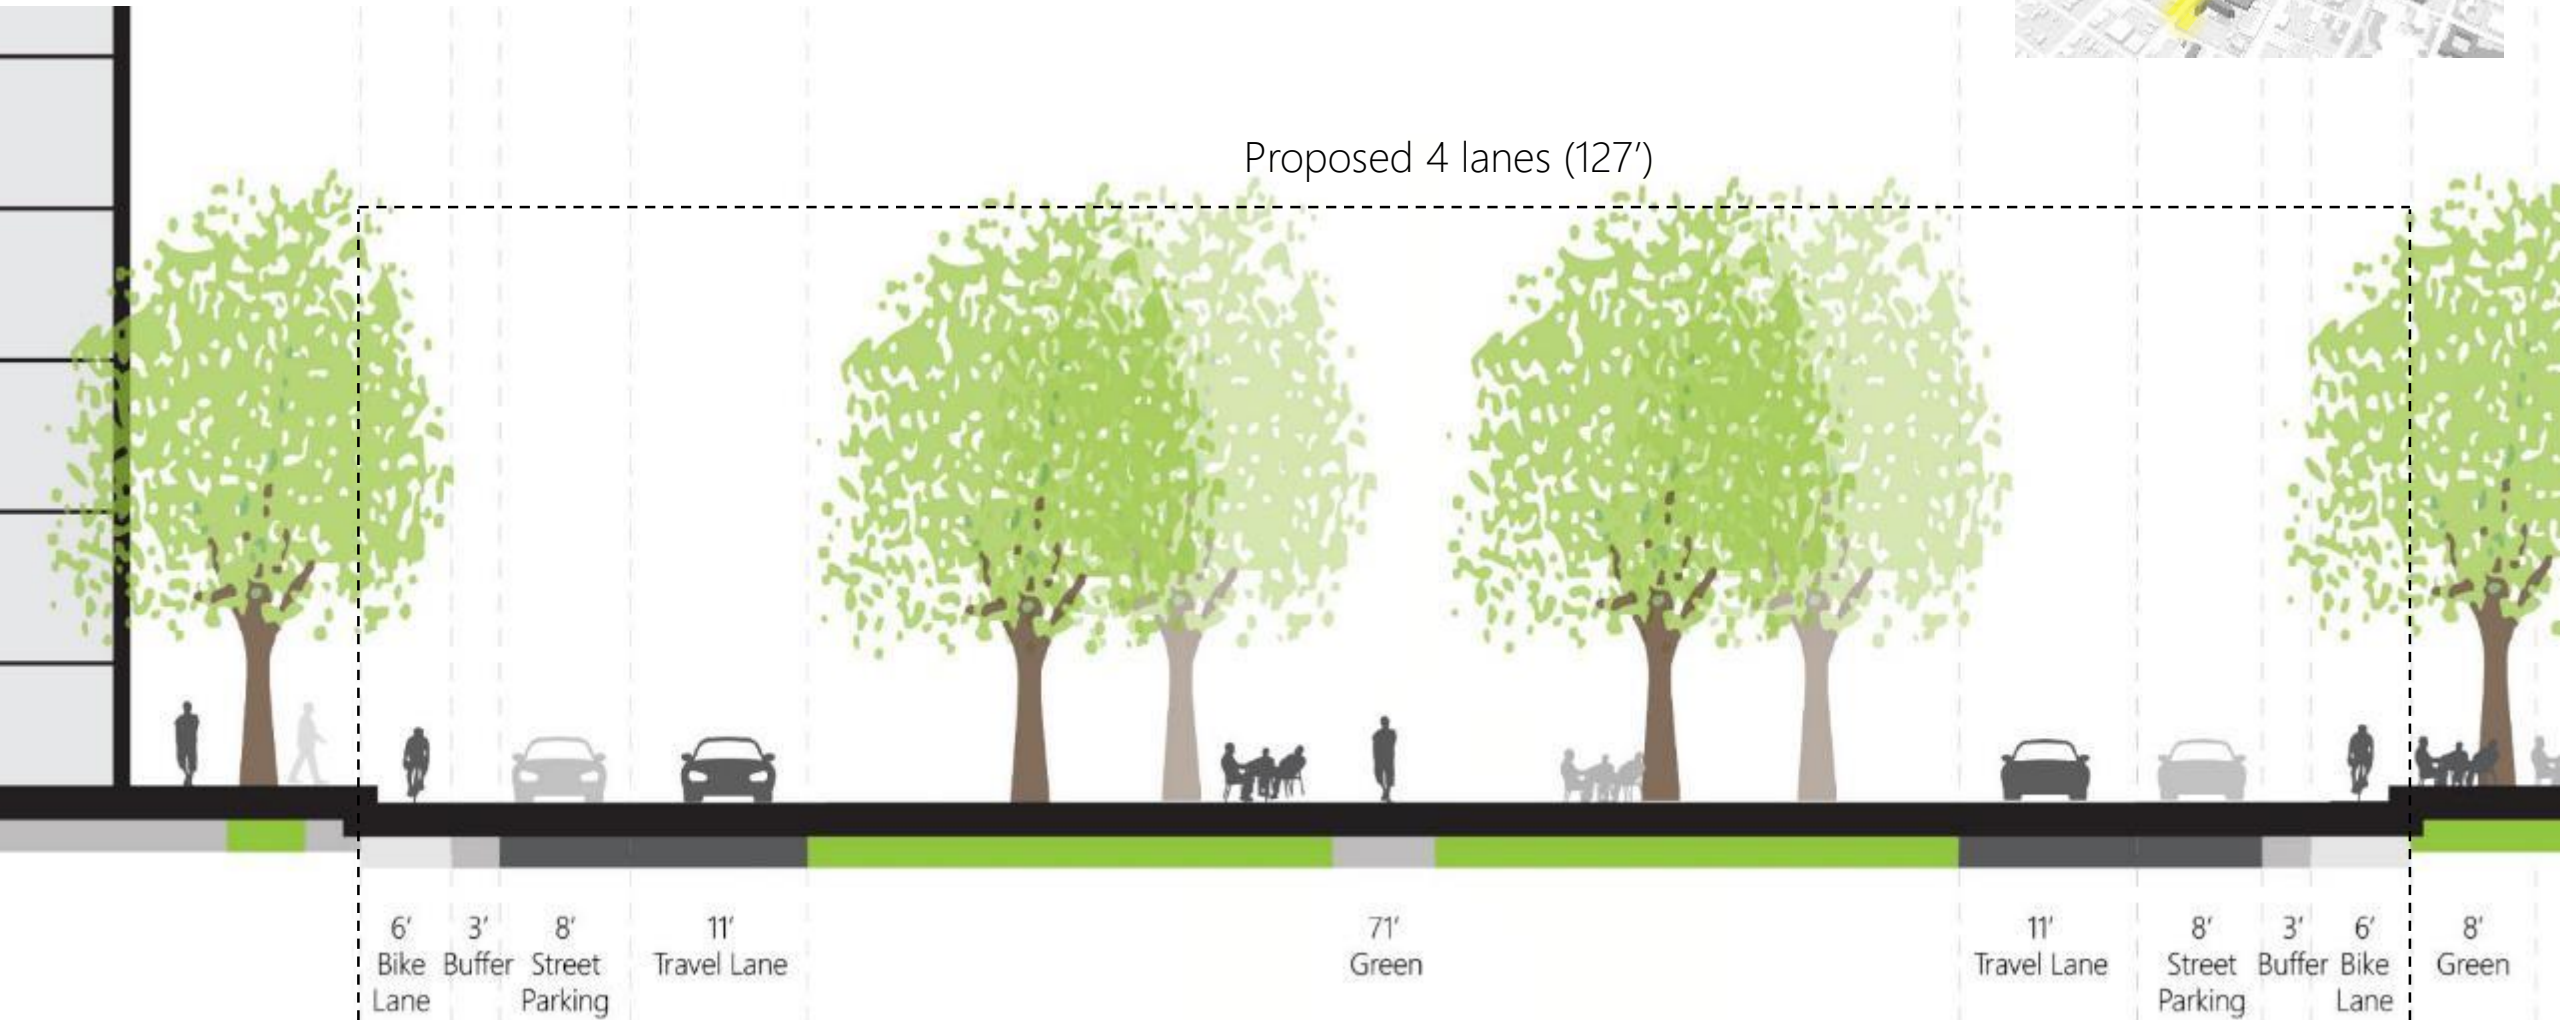 Proposed 4 lanes (127')
6'
Bike
Lane
3'
Buffer
8'
Street
Parking
11'
Travel Lane
71'
Green
11'
Travel Lane
8'
Street
Parking
3'
Buffer
6'
Bike
Lane
8'
Green